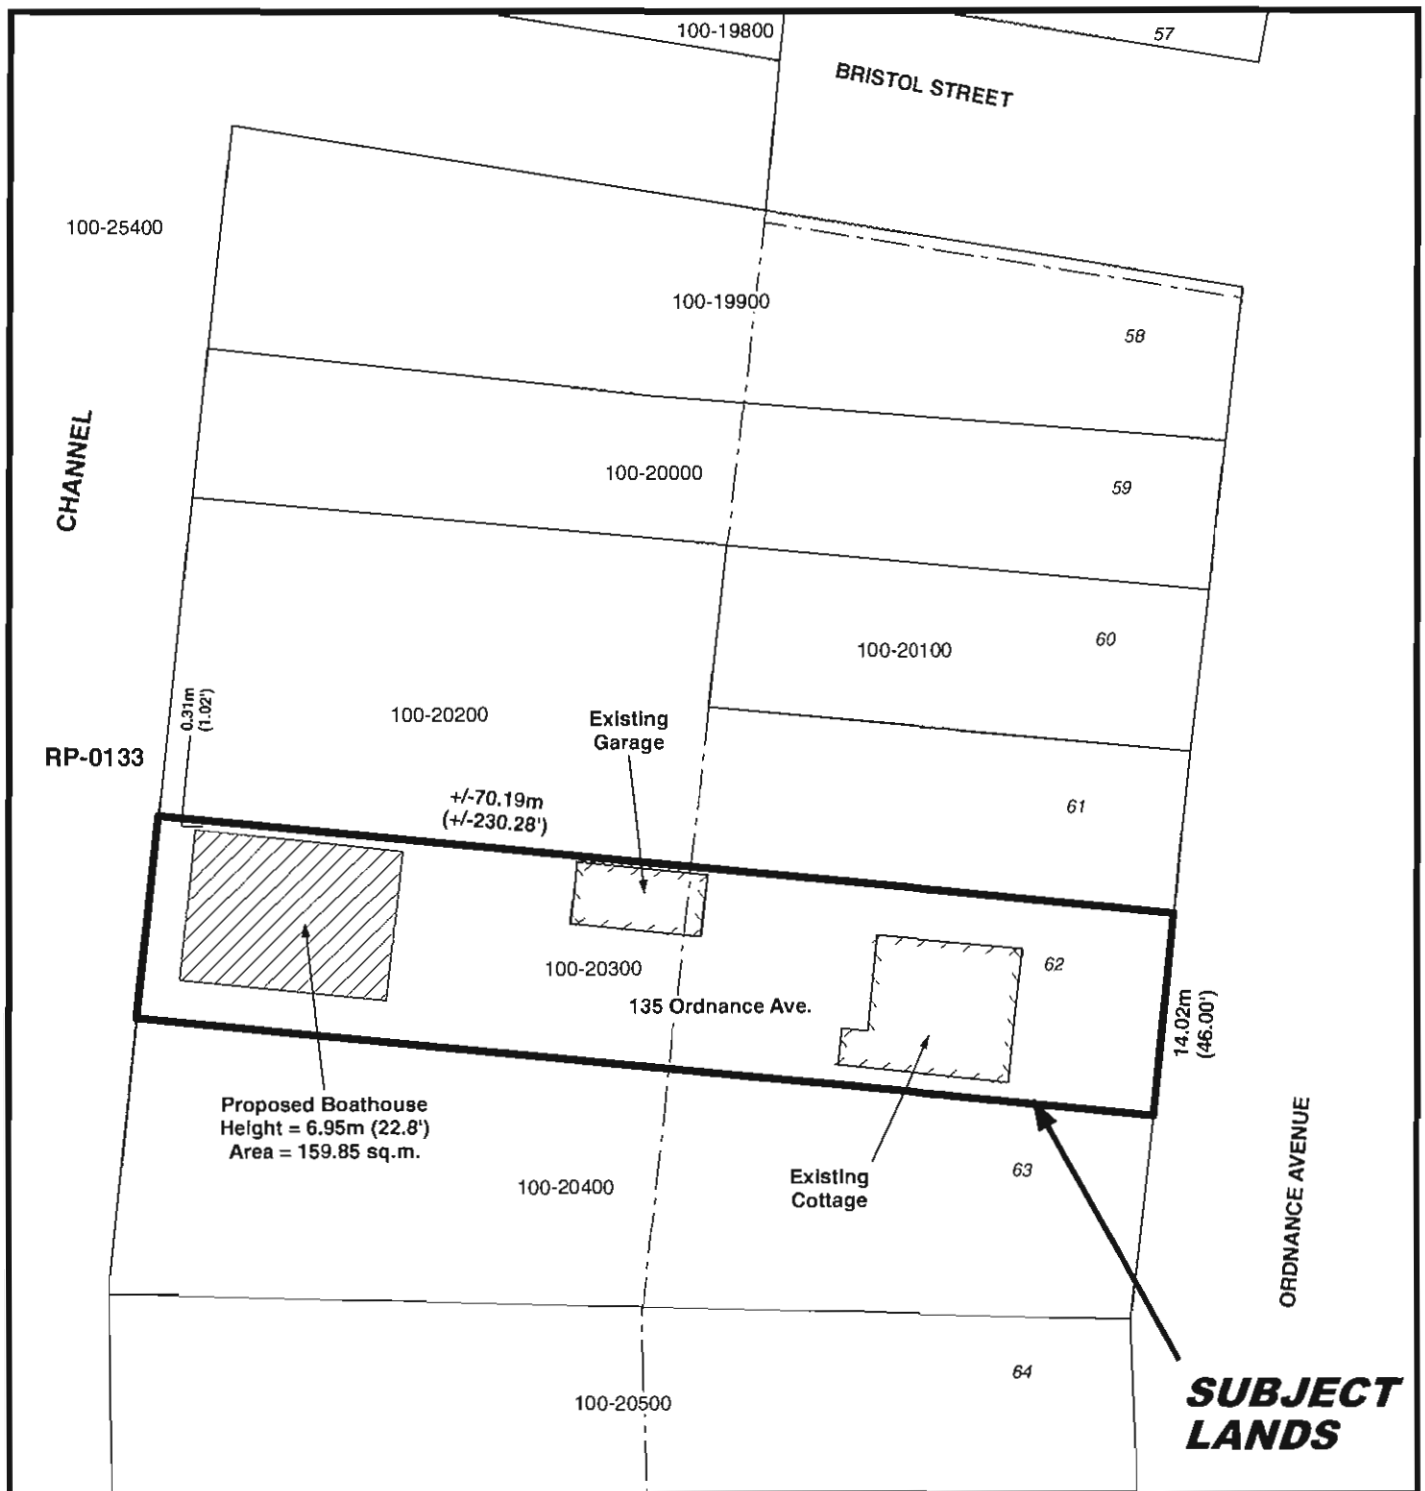 100-19800
57
BRISTOL STREET
100-25400
100-19900
58
CHANNEL
100-20000
59
100-20100
60
0.31m
(1.02')
100-20200
Existing
Garage
RP-0133
+/-70.19m
(+/-230.28')
61
100-20300
62
135 Ordnance Ave.
14.02m
(46.00')
Proposed Boathouse
Height = 6.95m (22.8')
Area = 159.85 sq.m.
Existing
Cottage
63
100-20400
ORDNANCE AVENUE
64
100-20500
SUBJECT
LANDS